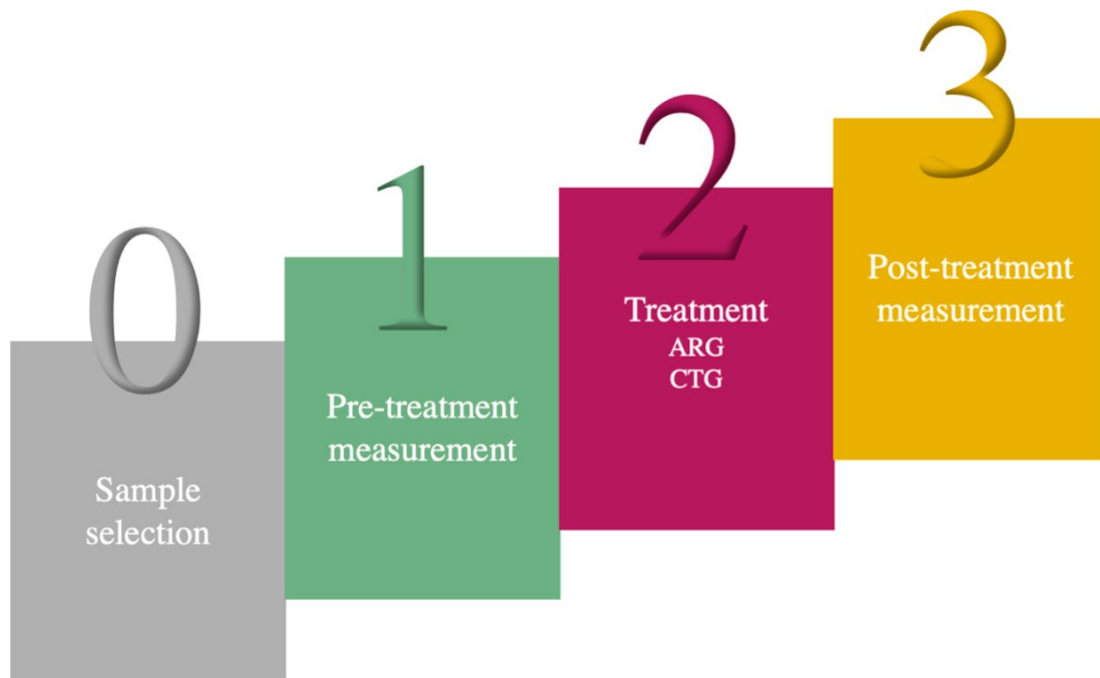 0
Sample
selection
1
Pre-treatment
measurement
2
Treatment
ARG
CTG
3
Post-treatment
measurement